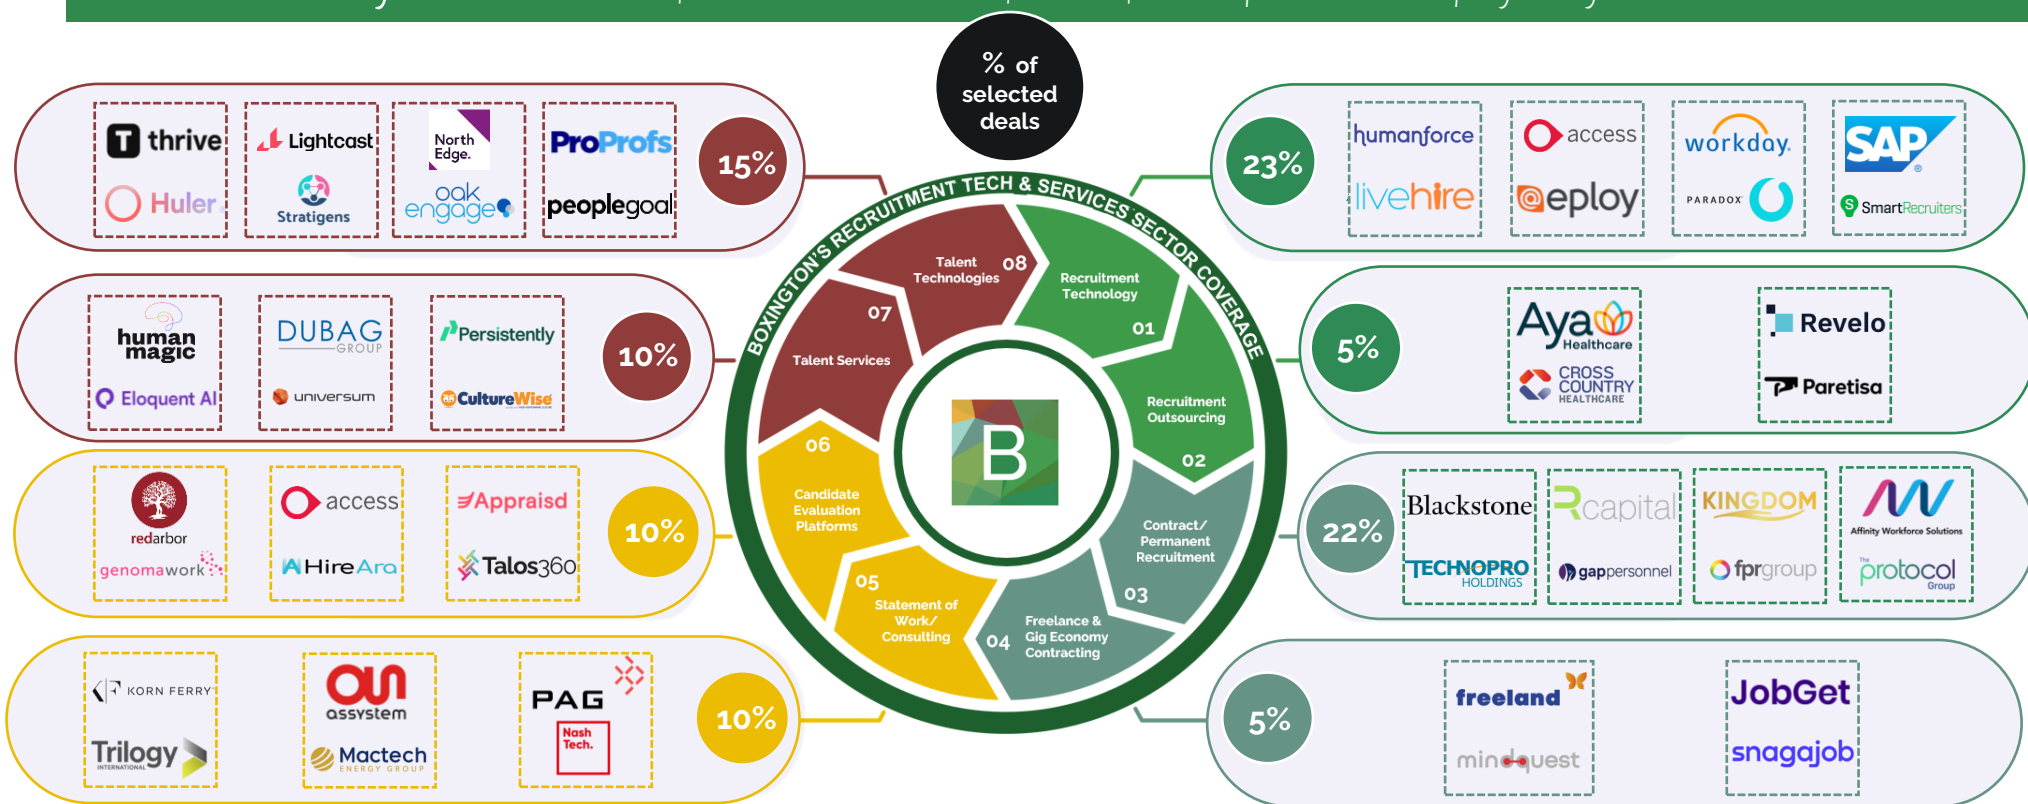 % of
selected
deals
BOXINGTON'S RECRUITMENT TECH & SERVICES SECTOR COVERAGE
T thrive
Huler
Lightcast
Stratigens
North
Edge.
oak
engage
ProProfs
peoplegoal
15%
23%
humanforce
livehire
access
eploy
workday.
PARADOX
SAP
SmartRecruiters
human
magic
Eloquent AI
DUBAG
GROUP
universum
Persistently
CultureWise
10%
5%
Aya
Healthcare
CROSS
COUNTRY
HEALTHCARE
Revelo
Paretisa
redarbor
genomawork
access
HireAra
Appraisd
Talos360
10%
22%
Blackstone
TECHNOPRO
HOLDINGS
Rcapital
gappersonnel
KINGDOM
fprgroup
Affinity Workforce Solutions
The
protocol
Group
KF KORN FERRY
Trilogy
INTERNATIONAL
assystem
Mactech
ENERGY GROUP
PAG
Nash
Tech.
10%
5%
freeland
mindquest
JobGet
snagajob
Recruitment
Technology
01
Recruitment
Outsourcing
02
Contract/
Permanent
Recruitment
03
Freelance &
Gig Economy
Contracting
04
Statement of
Work/
Consulting
05
Candidate
Evaluation
Platforms
06
Talent Services
07
Talent
Technologies
08
B